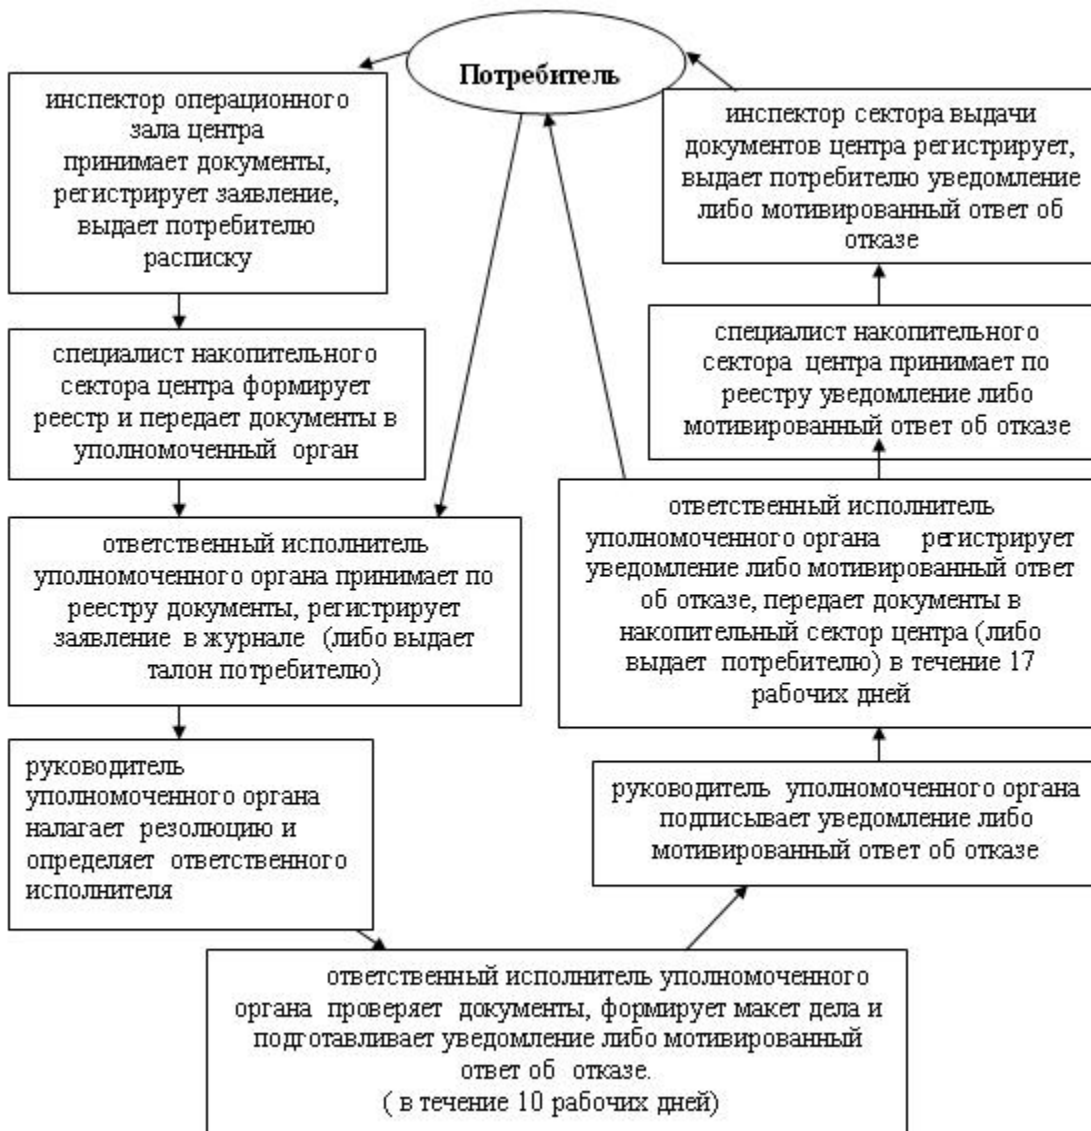 Потребитель
инспектор операционного
зала центра
принимает документы,
регистрирует заявление,
выдает потребителю
расписку
специалист накопительного
сектора центра формирует
реестр и передает документы в
уполномоченный орган
ответственный исполнитель
уполномоченного органа принимает по
реестру документы, регистрирует
заявление в журнале (либо выдает
талон потребителю)
руководитель
уполномоченного органа
налагает резолюцию и
определяет ответственного
исполнителя
ответственный исполнитель уполномоченного
органа проверяет документы, формирует макет дела и
подготавливает уведомление либо мотивированный
ответ об отказе.
( в течение 10 рабочих дней)
руководитель уполномоченного органа
подписывает уведомление либо
мотивированный ответ об отказе
ответственный исполнитель
уполномоченного органа регистрирует
уведомление либо мотивированный ответ
об отказе, передает документы в
накопительный сектор центра (либо
выдает потребителю) в течение 17
рабочих дней
специалист накопительного
сектора центра принимает по
реестру уведомление либо
мотивированный ответ об отказе
инспектор сектора выдачи
документов центра регистрирует,
выдает потребителю уведомление
либо мотивированный ответ об
отказе